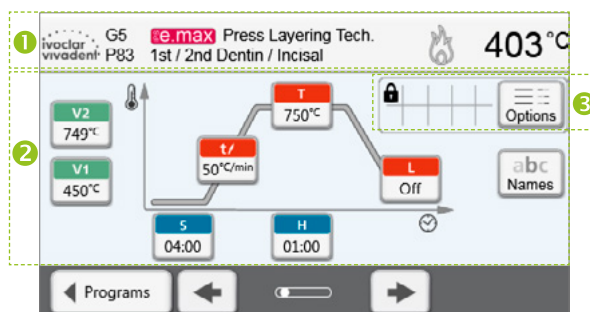 1
ivoclar
vivadent
G5
P83
e.max Press Layering Tech.
1st / 2nd Dentin / Incisal
403°C
2
V2
749°C
V1
450°C
T
750°C
t/
50°C/min
L
Off
S
04:00
H
01:00
3
Options
abc
Names
Programs